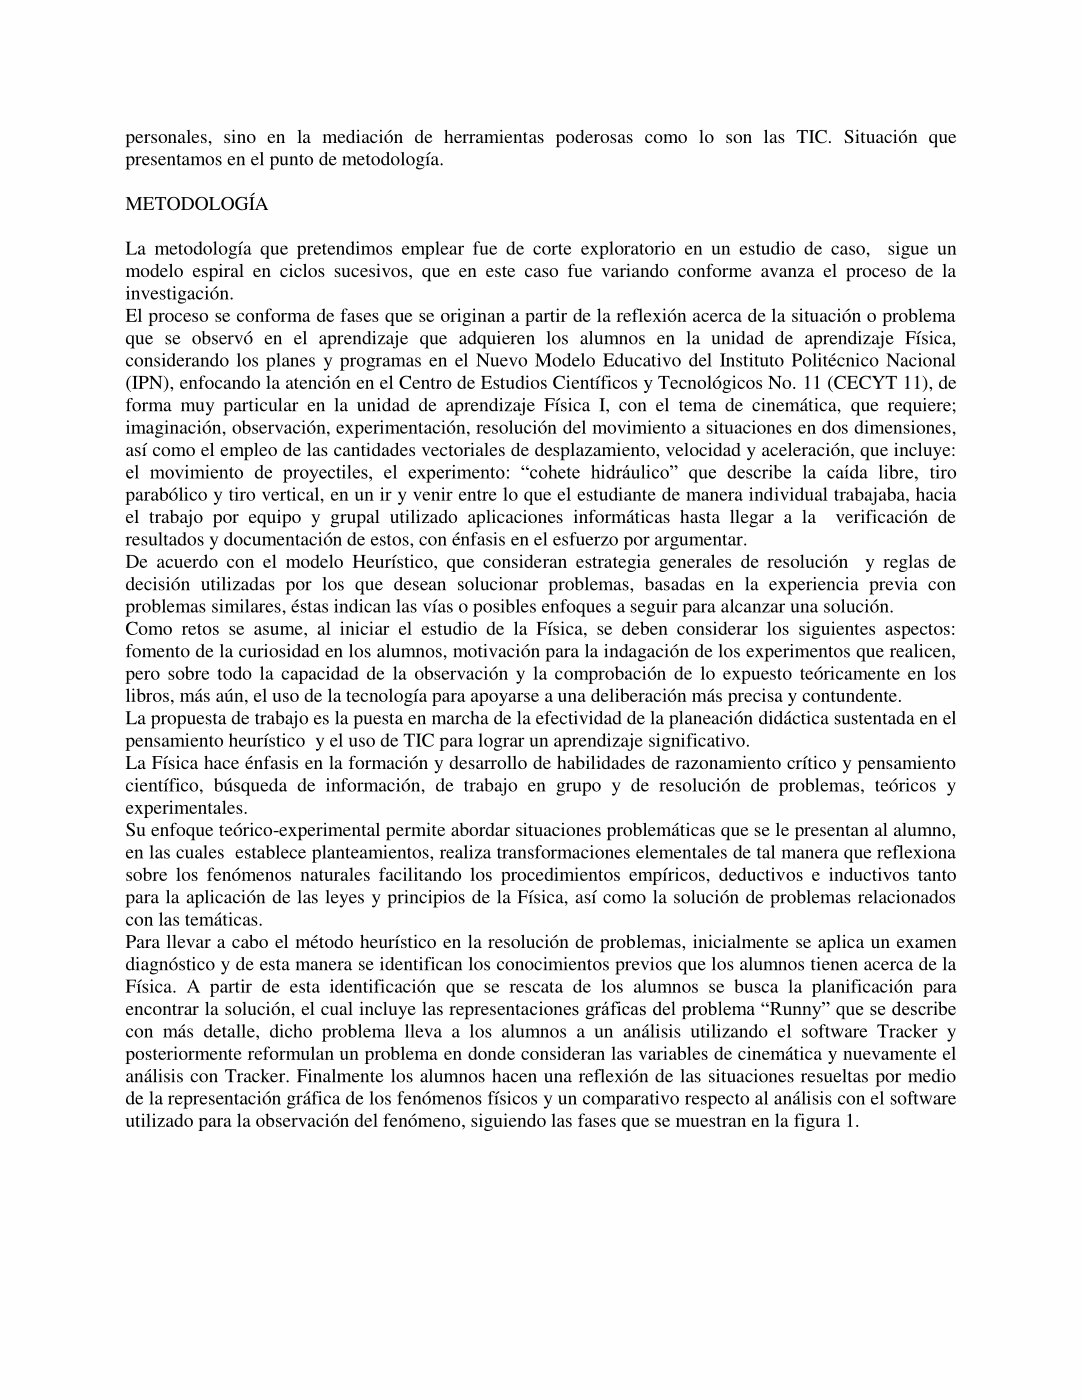 personales, sino en la mediación de herramientas poderosas como lo son las TIC. Situación que
presentamos en el punto de metodología.
METODOLOGÍA
La metodología que pretendimos emplear fue de corte exploratorio en un estudio de caso,  sigue un
modelo espiral en ciclos sucesivos, que en este caso fue variando conforme avanza el proceso de la
investigación.
El proceso se conforma de fases que se originan a partir de la reflexión acerca de la situación o problema
que se observó en el aprendizaje que adquieren los alumnos en la unidad de aprendizaje Física,
considerando los planes y programas en el Nuevo Modelo Educativo del Instituto Politécnico Nacional
(IPN), enfocando la atención en el Centro de Estudios Científicos y Tecnológicos No. 11 (CECYT 11), de
forma muy particular en la unidad de aprendizaje Física I, con el tema de cinemática, que requiere;
imaginación, observación, experimentación, resolución del movimiento a situaciones en dos dimensiones,
así como el empleo de las cantidades vectoriales de desplazamiento, velocidad y aceleración, que incluye:
el movimiento de proyectiles, el experimento: “cohete hidráulico” que describe la caída libre, tiro
parabólico y tiro vertical, en un ir y venir entre lo que el estudiante de manera individual trabajaba, hacia
el trabajo por equipo y grupal utilizado aplicaciones informáticas hasta llegar a la  verificación de
resultados y documentación de estos, con énfasis en el esfuerzo por argumentar.
De acuerdo con el modelo Heurístico, que consideran estrategia generales de resolución  y reglas de
decisión utilizadas por los que desean solucionar problemas, basadas en la experiencia previa con
problemas similares, éstas indican las vías o posibles enfoques a seguir para alcanzar una solución.
Como retos se asume, al iniciar el estudio de la Física, se deben considerar los siguientes aspectos:
fomento de la curiosidad en los alumnos, motivación para la indagación de los experimentos que realicen,
pero sobre todo la capacidad de la observación y la comprobación de lo expuesto teóricamente en los
libros, más aún, el uso de la tecnología para apoyarse a una deliberación más precisa y contundente.
La propuesta de trabajo es la puesta en marcha de la efectividad de la planeación didáctica sustentada en el
pensamiento heurístico  y el uso de TIC para lograr un aprendizaje significativo.
La Física hace énfasis en la formación y desarrollo de habilidades de razonamiento crítico y pensamiento
científico, búsqueda de información, de trabajo en grupo y de resolución de problemas, teóricos y
experimentales.
Su enfoque teórico-experimental permite abordar situaciones problemáticas que se le presentan al alumno,
en las cuales  establece planteamientos, realiza transformaciones elementales de tal manera que reflexiona
sobre los fenómenos naturales facilitando los procedimientos empíricos, deductivos e inductivos tanto
para la aplicación de las leyes y principios de la Física, así como la solución de problemas relacionados
con las temáticas.
Para llevar a cabo el método heurístico en la resolución de problemas, inicialmente se aplica un examen
diagnóstico y de esta manera se identifican los conocimientos previos que los alumnos tienen acerca de la
Física. A partir de esta identificación que se rescata de los alumnos se busca la planificación para
encontrar la solución, el cual incluye las representaciones gráficas del problema “Runny” que se describe
con más detalle, dicho problema lleva a los alumnos a un análisis utilizando el software Tracker y
posteriormente reformulan un problema en donde consideran las variables de cinemática y nuevamente el
análisis con Tracker. Finalmente los alumnos hacen una reflexión de las situaciones resueltas por medio
de la representación gráfica de los fenómenos físicos y un comparativo respecto al análisis con el software
utilizado para la observación del fenómeno, siguiendo las fases que se muestran en la figura 1.